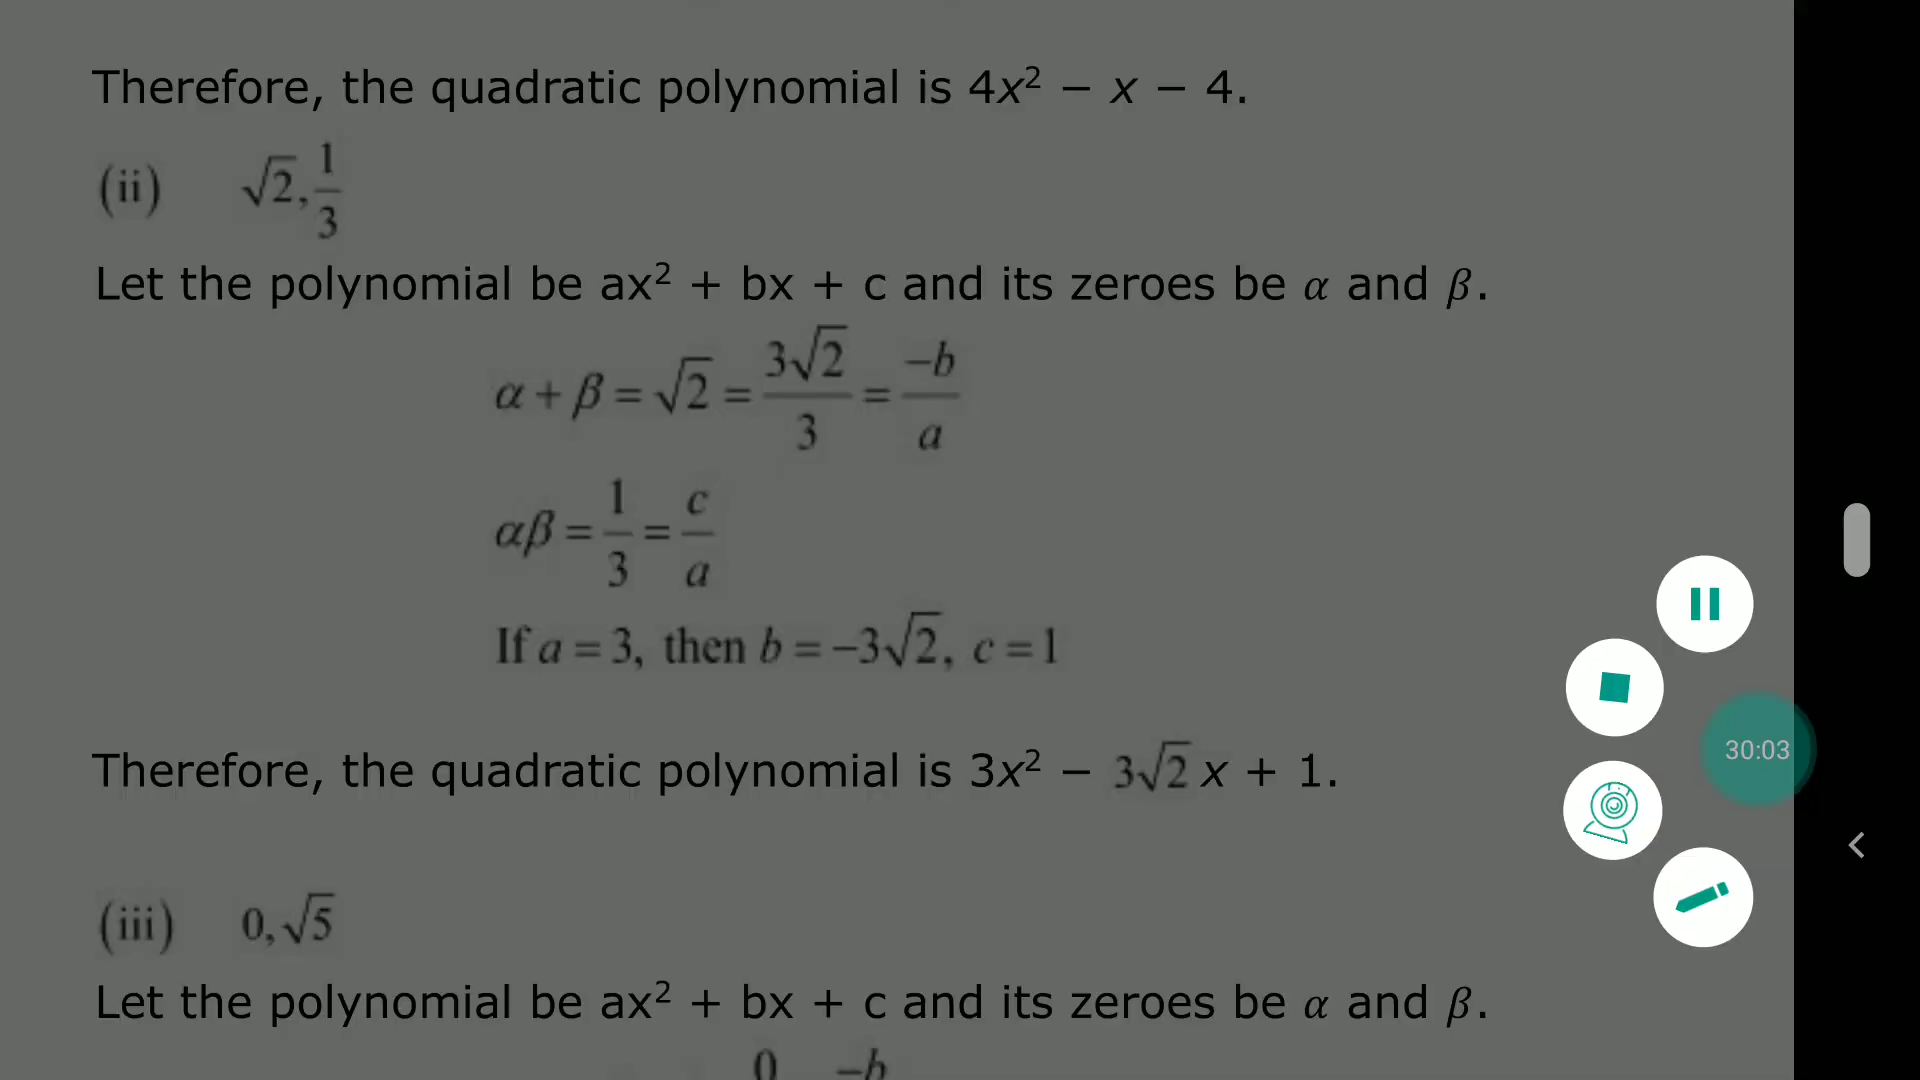 Therefore, the quadratic polynomial is 4x² − x − 4.
(ii) √2, 1/3
Let the polynomial be ax² + bx + c and its zeroes be α and β.
α + β = √2 = 3√2/3 = −b/a
αβ = 1/3 = c/a
If a = 3, then b = −3√2, c = 1
Therefore, the quadratic polynomial is 3x² − 3√2 x + 1.
30:03
(iii) 0, √5
Let the polynomial be ax² + bx + c and its zeroes be α and β.
0 −b